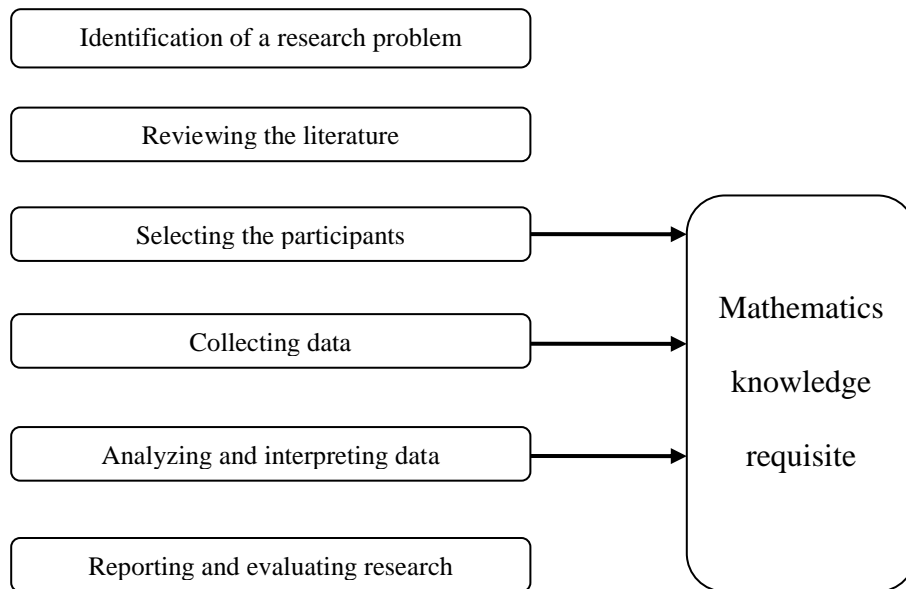 Identification of a research problem
Reviewing the literature
Selecting the participants
Collecting data
Analyzing and interpreting data
Reporting and evaluating research
Mathematics
knowledge
requisite